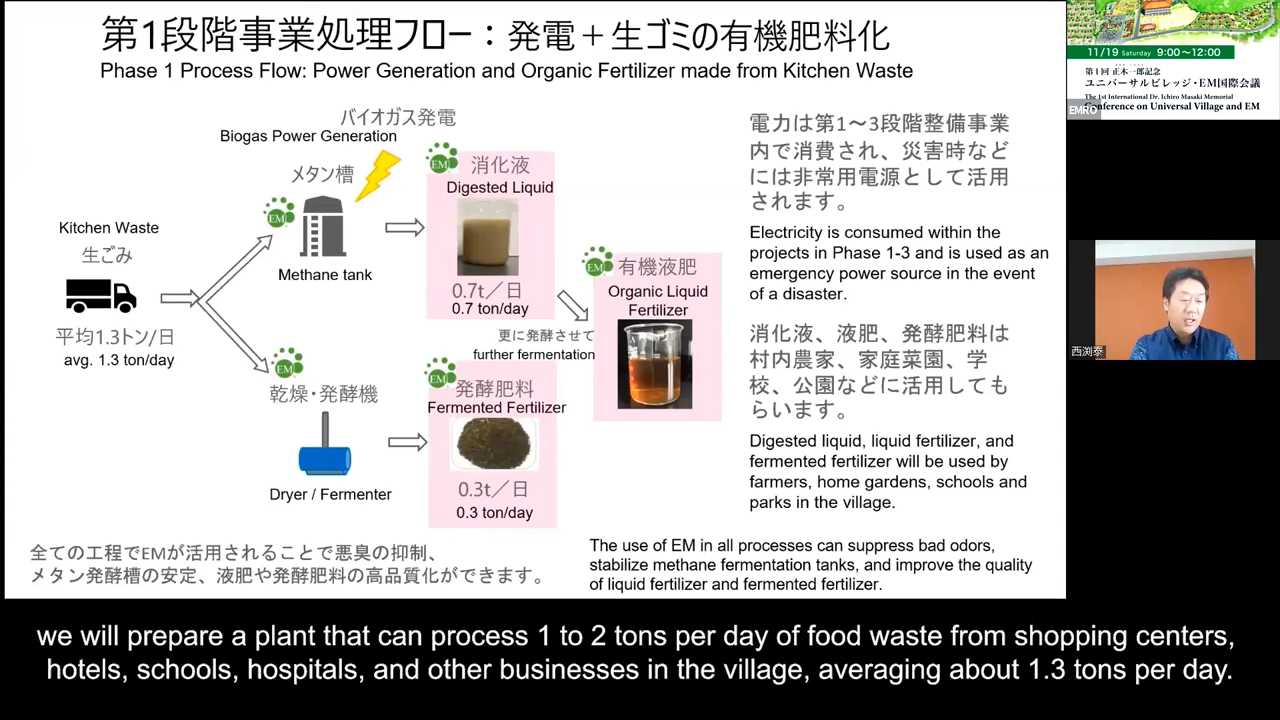 第1段階事業処理フロー：発電＋生ゴミの有機肥料化
Phase 1 Process Flow: Power Generation and Organic Fertilizer made from Kitchen Waste
バイオガス発電
Biogas Power Generation
メタン槽
EM
Methane tank
Kitchen Waste
生ごみ
平均1.3トン/日
avg. 1.3 ton/day
EM
乾燥・発酵機
Dryer / Fermenter
EM
消化液
Digested Liquid
0.7t／日
0.7 ton/day
更に発酵させて
further fermentation
EM
発酵肥料
Fermented Fertilizer
0.3t／日
0.3 ton/day
EM
有機液肥
Organic Liquid
Fertilizer
電力は第1～3段階整備事業
内で消費され、災害時など
には非常用電源として活用
されます。
Electricity is consumed within the
projects in Phase 1-3 and is used as an
emergency power source in the event
of a disaster.
消化液、液肥、発酵肥料は
村内農家、家庭菜園、学
校、公園などに活用しても
らいます。
Digested liquid, liquid fertilizer, and
fermented fertilizer will be used by
farmers, home gardens, schools and
parks in the village.
全ての工程でEMが活用されることで悪臭の抑制、
メタン発酵槽の安定、液肥や発酵肥料の高品質化ができます。
The use of EM in all processes can suppress bad odors,
stabilize methane fermentation tanks, and improve the quality
of liquid fertilizer and fermented fertilizer.
11/19 Saturday 9:00～12:00
第1回 正木一郎記念
ユニバーサルビレッジ・EM国際会議
The 1st International Dr. Ichiro Masaki Memorial
Conference on Universal Village and EM
EMRO
西渕泰
we will prepare a plant that can process 1 to 2 tons per day of food waste from shopping centers,
hotels, schools, hospitals, and other businesses in the village, averaging about 1.3 tons per day.